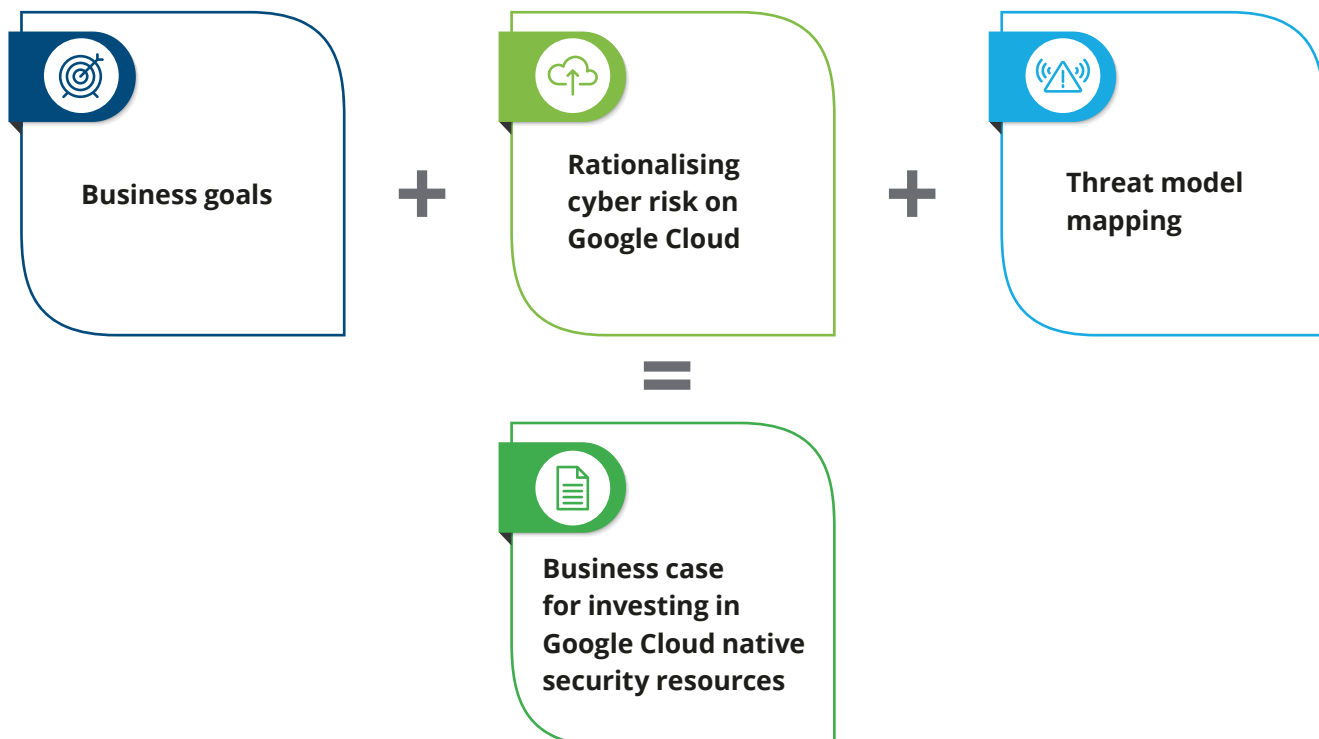 Business goals
+
Rationalising
cyber risk on
Google Cloud
+
Threat model
mapping
=
Business case
for investing in
Google Cloud native
security resources